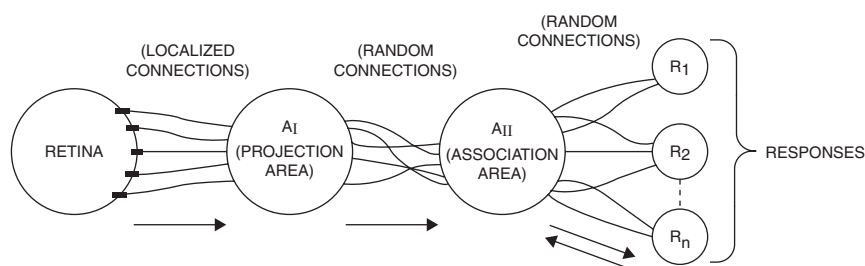 (LOCALIZED
CONNECTIONS)
(RANDOM
CONNECTIONS)
(RANDOM CONNECTIONS)
RETINA
AI
(PROJECTION
AREA)
AII
(ASSOCIATION
AREA)
R1
R2
Rn
RESPONSES